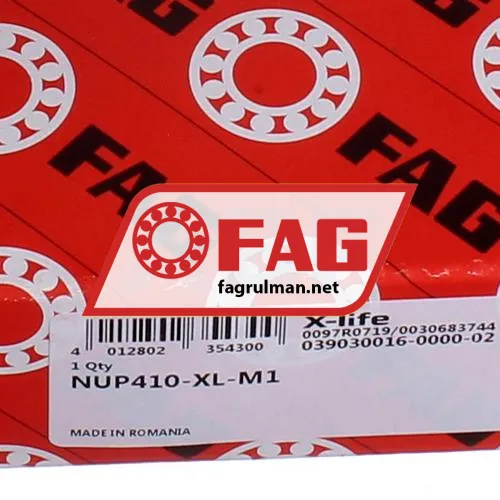 FAG
FAG
FAG
FAG
fagrulman.net
X-life
0097R0719/0030683744
039030016-0000-02
4 012802 354300
1 Qty
NUP410-XL-M1
MADE IN ROMANIA